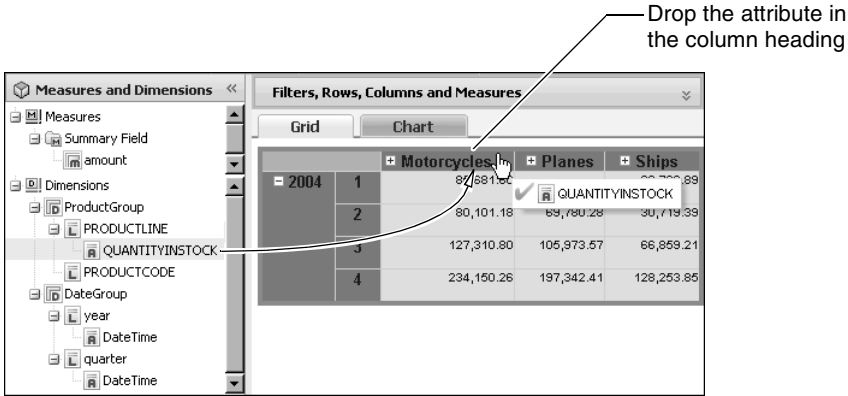 Drop the attribute in
the column heading
Measures and Dimensions
Measures
Summary Field
amount
Dimensions
ProductGroup
PRODUCTLINE
QUANTITYINSTOCK
PRODUCTCODE
DateGroup
year
DateTime
quarter
DateTime
Filters, Rows, Columns and Measures
Grid Chart
Motorcycles Planes Ships
2004 1
QUANTITYINSTOCK
2 80,101.18 69,780.28 30,719.39
3 127,310.80 105,973.57 66,859.21
4 234,150.26 197,342.41 128,253.85